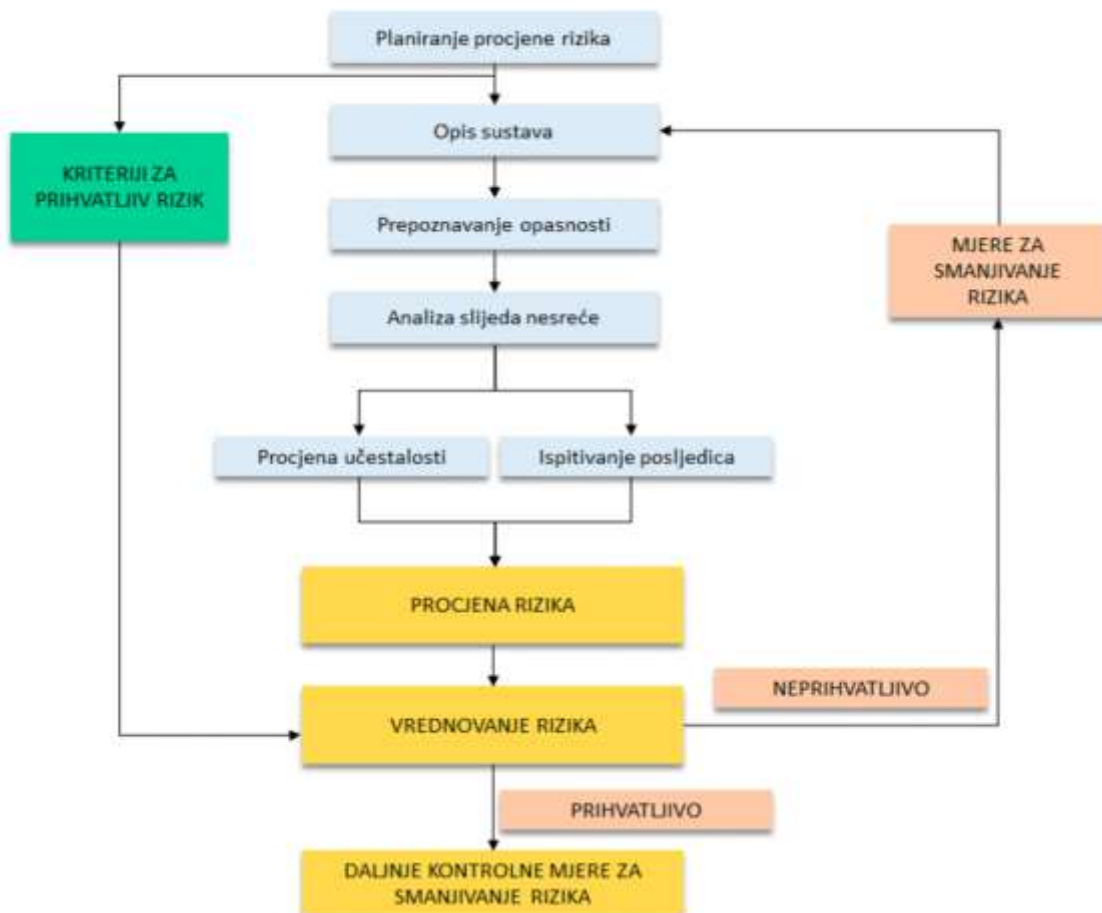 Planiranje procjene rizika
Opis sustava
KRITERIJI ZA
PRIHVATLJIV RIZIK
Prepoznavanje opasnosti
MJERE ZA
SMANJIVANJE
RIZIKA
Analiza slijeda nesreće
Procjena učestalosti
Ispitivanje posljedica
PROCJENA RIZIKA
NEPRIHVATLJIVO
VREDNOVANJE RIZIKA
PRIHVATLJIVO
DALJNJE KONTROLNE MJERE ZA
SMANJIVANJE RIZIKA